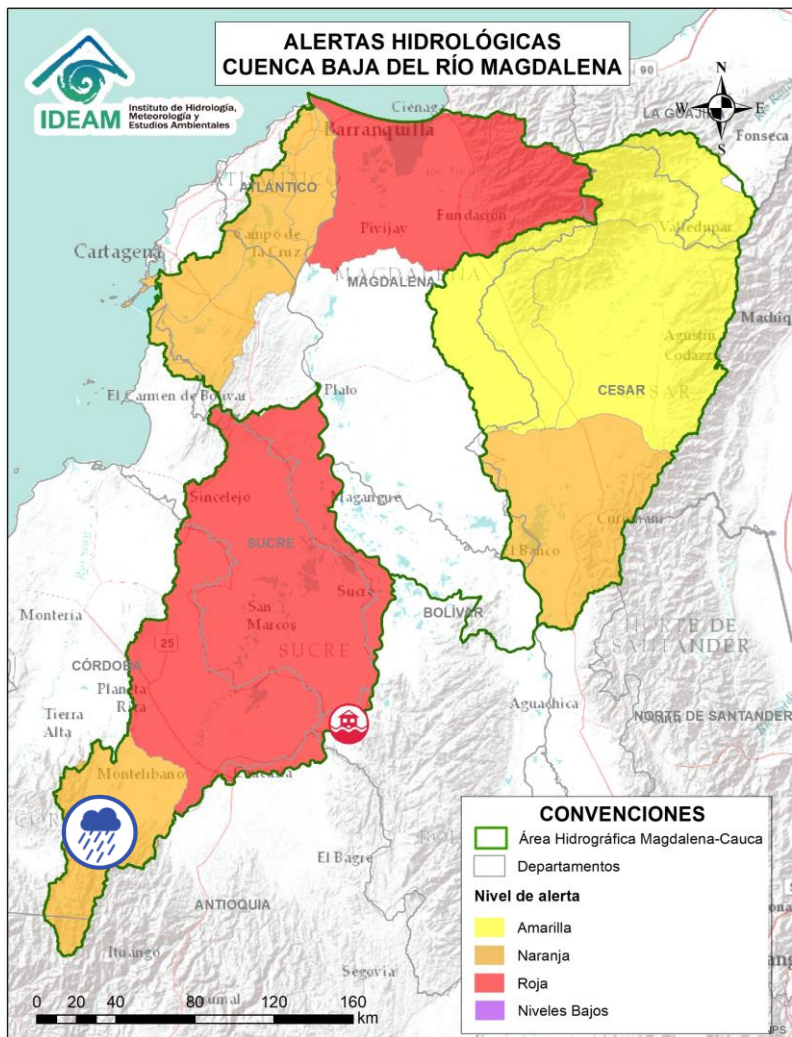 ALERTAS HIDROLÓGICAS
CUENCA BAJA DEL RÍO MAGDALENA
IDEAM
Instituto de Hidrología,
Meteorología y
Estudios Ambientales
90
N
W
E
S
Ciénaga
LA GUAJIRA
Fonseca
Barranquilla
ATLÁNTICO
Fundación
Pivijay
Valledupar
Campo de
la Cruz
Cartagena
MAGDALENA
MAGDALENA
Agustín
Codazzi
CESAR
El Carmen de Bolívar
Plato
Sincelejo
Magangué
SUCRE
Curumaní
El Banco
Sucre
BOLÍVAR
San
Marcos
Montería
SUCRE
NORTE DE
SANTANDER
25
CÓRDOBA
Planeta
Rica
Aguachica
NORTE DE SANTANDER
Tierra
Alta
Montelíbano
El Bagre
ANTIOQUIA
Ituango
Segovia
0 20 40 80 120 160
km
CONVENCIONES
Área Hidrográfica Magdalena-Cauca
Departamentos
Nivel de alerta
Amarilla
Naranja
Roja
Niveles Bajos